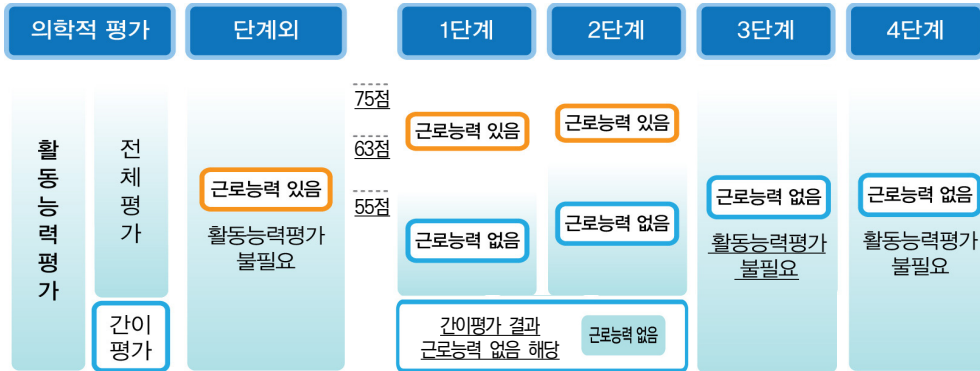 의학적 평가
단계외
1단계
2단계
3단계
4단계
활동능력평가
전체평가
간이
평가
근로능력 있음
활동능력평가
불필요
75점
63점
55점
근로능력 있음
근로능력 없음
근로능력 있음
근로능력 없음
간이평가 결과
근로능력 없음 해당
근로능력 없음
근로능력 없음
활동능력평가
불필요
근로능력 없음
활동능력평가
불필요